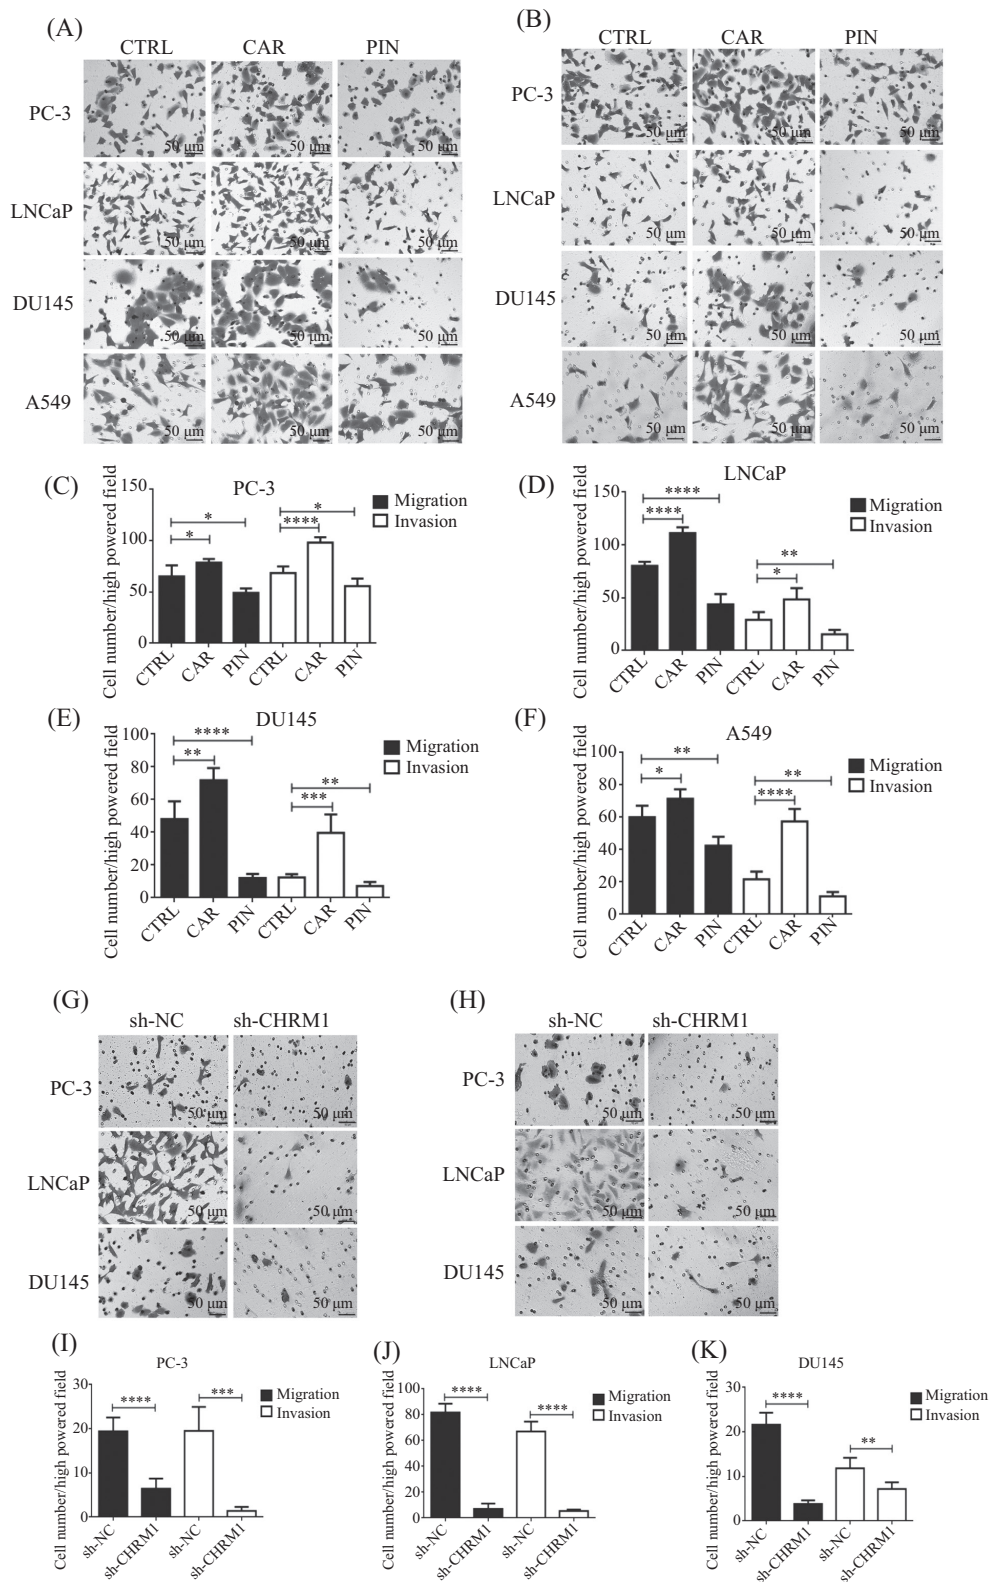 (A)
CTRL CAR PIN
PC-3
50 µm 50 µm 50 µm
LNCaP
50 µm 50 µm 50 µm
DU145
50 µm 50 µm 50 µm
A549
50 µm 50 µm 50 µm
(B)
CTRL CAR PIN
PC-3
50 µm 50 µm 50 µm
LNCaP
50 µm 50 µm 50 µm
DU145
50 µm 50 µm 50 µm
A549
50 µm 50 µm 50 µm
(C)
PC-3
Cell number/high powered field
150
100
50
0
* * **** *
Migration
Invasion
CTRL CAR PIN CTRL CAR PIN
(D)
LNCaP
Cell number/high powered field
150
100
50
0
**** **** ** *
Migration
Invasion
CTRL CAR PIN CTRL CAR PIN
(E)
DU145
Cell number/high powered field
100
80
60
40
20
0
**** ** ** ***
Migration
Invasion
CTRL CAR PIN CTRL CAR PIN
(F)
A549
Cell number/high powered field
100
80
60
40
20
0
** * ** ****
Migration
Invasion
CTRL CAR PIN CTRL CAR PIN
(G)
sh-NC sh-CHRM1
PC-3
50 µm 50 µm
LNCaP
50 µm 50 µm
DU145
50 µm 50 µm
(H)
sh-NC sh-CHRM1
PC-3
50 µm 50 µm
LNCaP
50 µm 50 µm
DU145
50 µm 50 µm
(I)
PC-3
Cell number/high powered field
30
20
10
0
**** ***
Migration
Invasion
sh-NC sh-CHRM1 sh-NC sh-CHRM1
(J)
LNCaP
Cell number/high powered field
100
80
60
40
20
0
**** ****
Migration
Invasion
sh-NC sh-CHRM1 sh-NC sh-CHRM1
(K)
DU145
Cell number/high powered field
30
20
10
0
**** **
Migration
Invasion
sh-NC sh-CHRM1 sh-NC sh-CHRM1